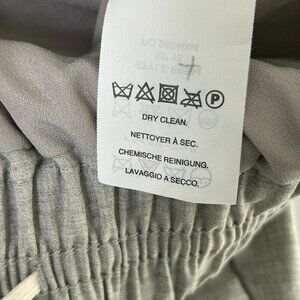 P
DRY CLEAN.
NETTOYER À SEC.
CHEMISCHE REINIGUNG.
LAVAGGIO A SECCO.